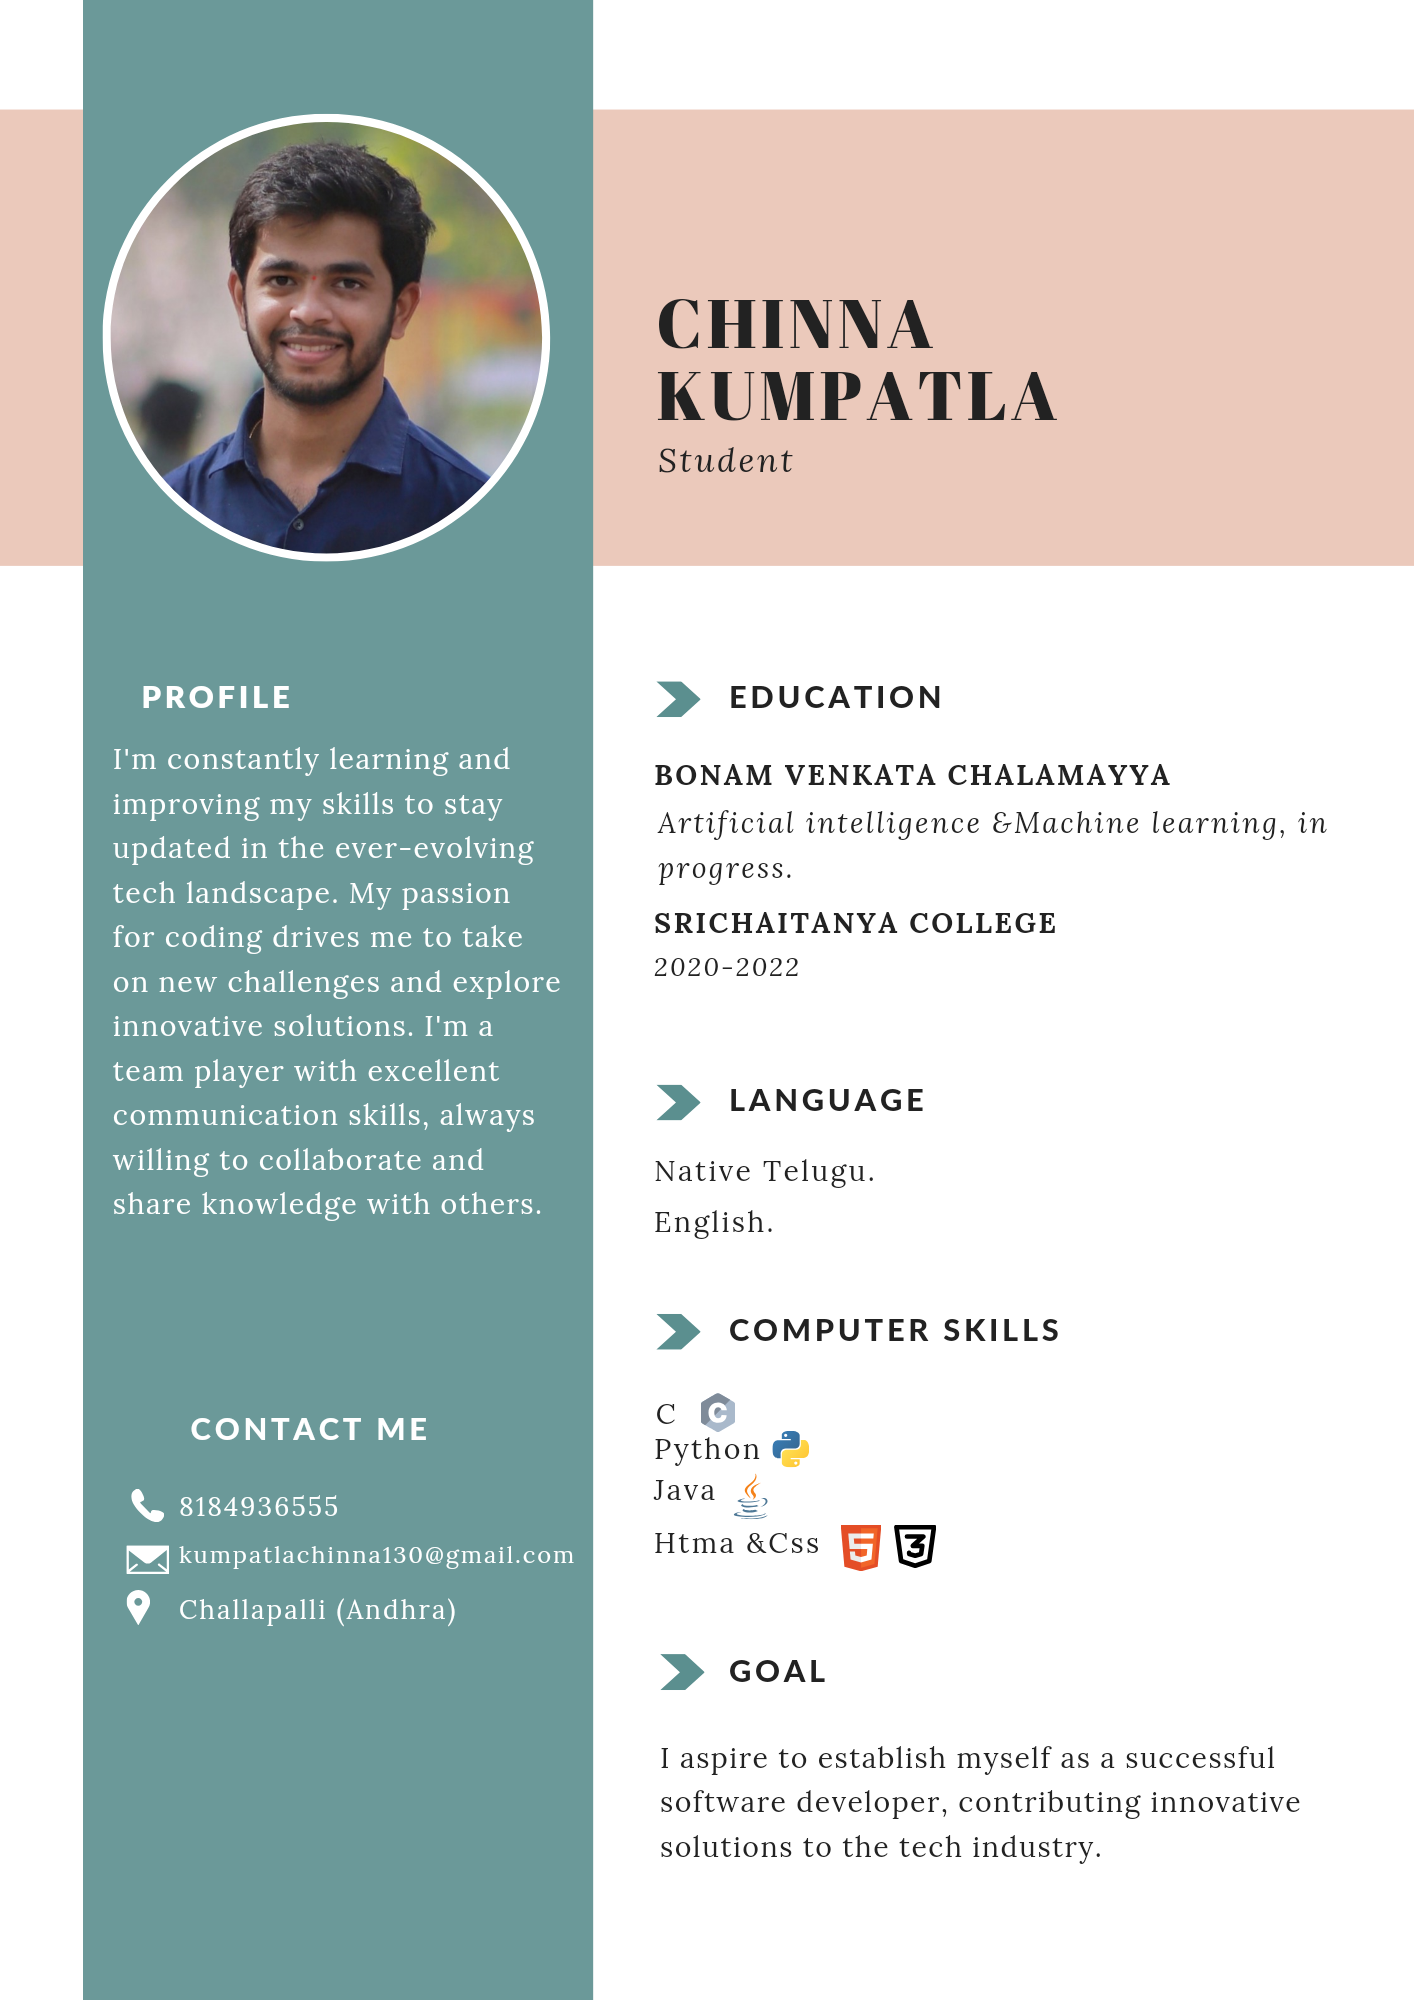 CHINNA
KUMPATLA
Student
PROFILE
I'm constantly learning and
improving my skills to stay
updated in the ever-evolving
tech landscape. My passion
for coding drives me to take
on new challenges and explore
innovative solutions. I'm a
team player with excellent
communication skills, always
willing to collaborate and
share knowledge with others.
CONTACT ME
8184936555
kumpatlachinna130@gmail.com
Challapalli (Andhra)
EDUCATION
BONAM VENKATA CHALAMAYYA
Artificial intelligence &Machine learning, in
progress.
SRICHAITANYA COLLEGE
2020-2022
LANGUAGE
Native Telugu.
English.
COMPUTER SKILLS
C C
Python
Java
Htma &Css 5 3
GOAL
I aspire to establish myself as a successful
software developer, contributing innovative
solutions to the tech industry.